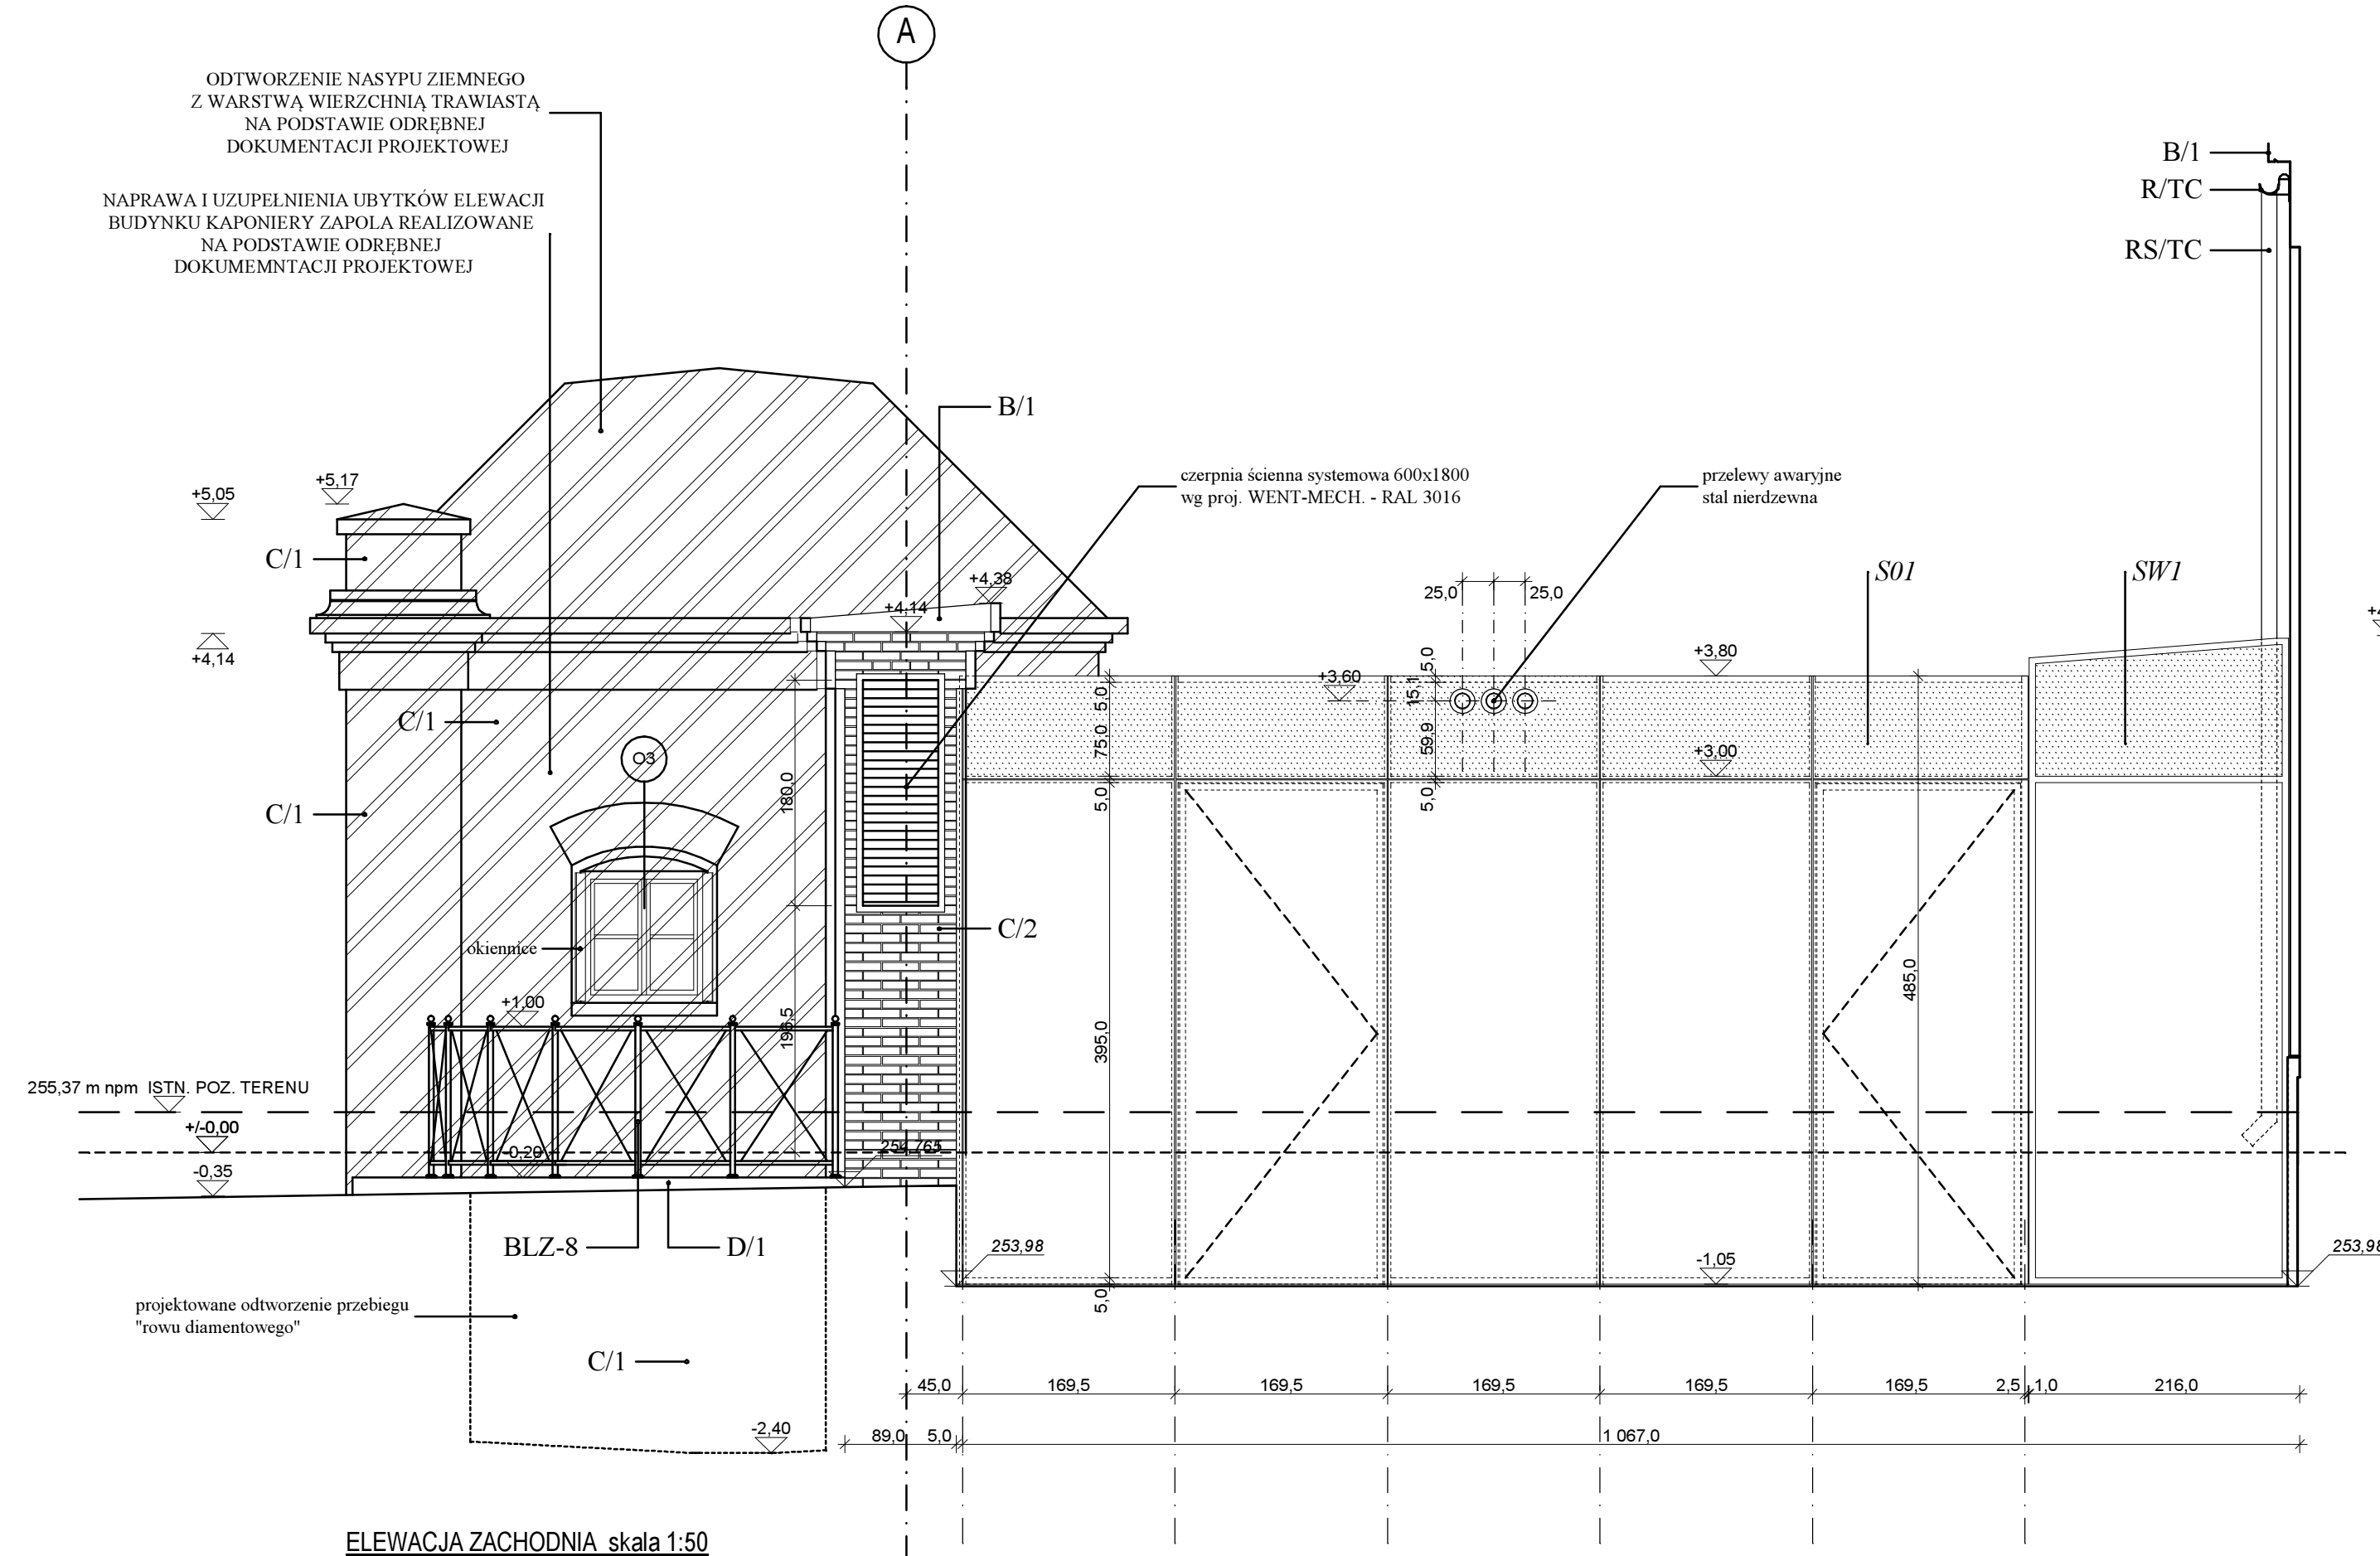 A
ODTWORZENIE NASYPU ZIEMNEGO
Z WARSTWĄ WIERZCHNIĄ TRAWIASTĄ
NA PODSTAWIE ODRĘBNEJ
DOKUMENTACJI PROJEKTOWEJ
NAPRAWA I UZUPEŁNIENIA UBYTKÓW ELEWACJI
BUDYNKU KAPONIERY ZAPOLA REALIZOWANE
NA PODSTAWIE ODRĘBNEJ
DOKUMEMNTACJI PROJEKTOWEJ
B/1
R/TC
RS/TC
B/1
czerpnia ścienna systemowa 600x1800
wg proj. WENT-MECH. - RAL 3016
przelewy awaryjne
stal nierdzewna
+5,05
+5,17
C/1
+4,38
+4,14
+4,14
S01
SW1
25,0
25,0
+3,80
+3,60
5,0
15,1
59,9
5,0
5,0
75,0
5,0
+3,00
C/1
C/1
O3
180,0
okiennice
C/2
+1,00
196,5
395,0
485,0
255,37 m npm ISTN. POZ. TERENU
+/-0,00
-0,35
-0,20
254,765
BLZ-8
D/1
253,98
-1,05
5,0
253,98
projektowane odtworzenie przebiegu
"rowu diamentowego"
C/1
-2,40
45,0
169,5
169,5
169,5
169,5
169,5
2,5
1,0
216,0
89,0
5,0
1 067,0
ELEWACJA ZACHODNIA skala 1:50